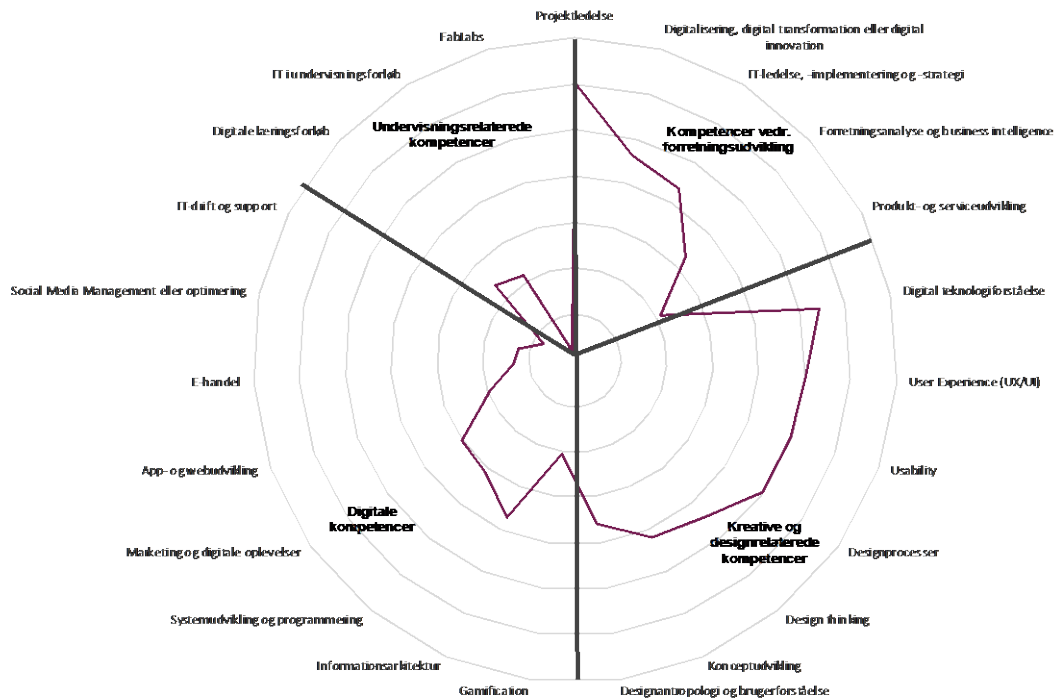 Projektledelse
Digitalisering, digital transformation eller digital
innovation
IT-ledelse, -implementering og -strategi
Forretningsanalyse og business intelligence
Produkt- og serviceudvikling
Digital teknologiforståelse
User Experience (UX/UI)
Usability
Designprocesser
Design thinking
Konceptudvikling
Designantropologi og brugerforståelse
Gamification
Informationsarkitektur
Systemudvikling og programmering
Marketing og digitale oplevelser
App- og webudvikling
E-handel
Social Media Management eller optimering
IT-drift og support
Digitale læringsforløb
IT i undervisningsforløb
FabLabs
Undervisningsrelaterede
kompetencer
Kompetencer vedr.
forretningsudvikling
Digitale
kompetencer
Kreative og
designrelaterede
kompetencer